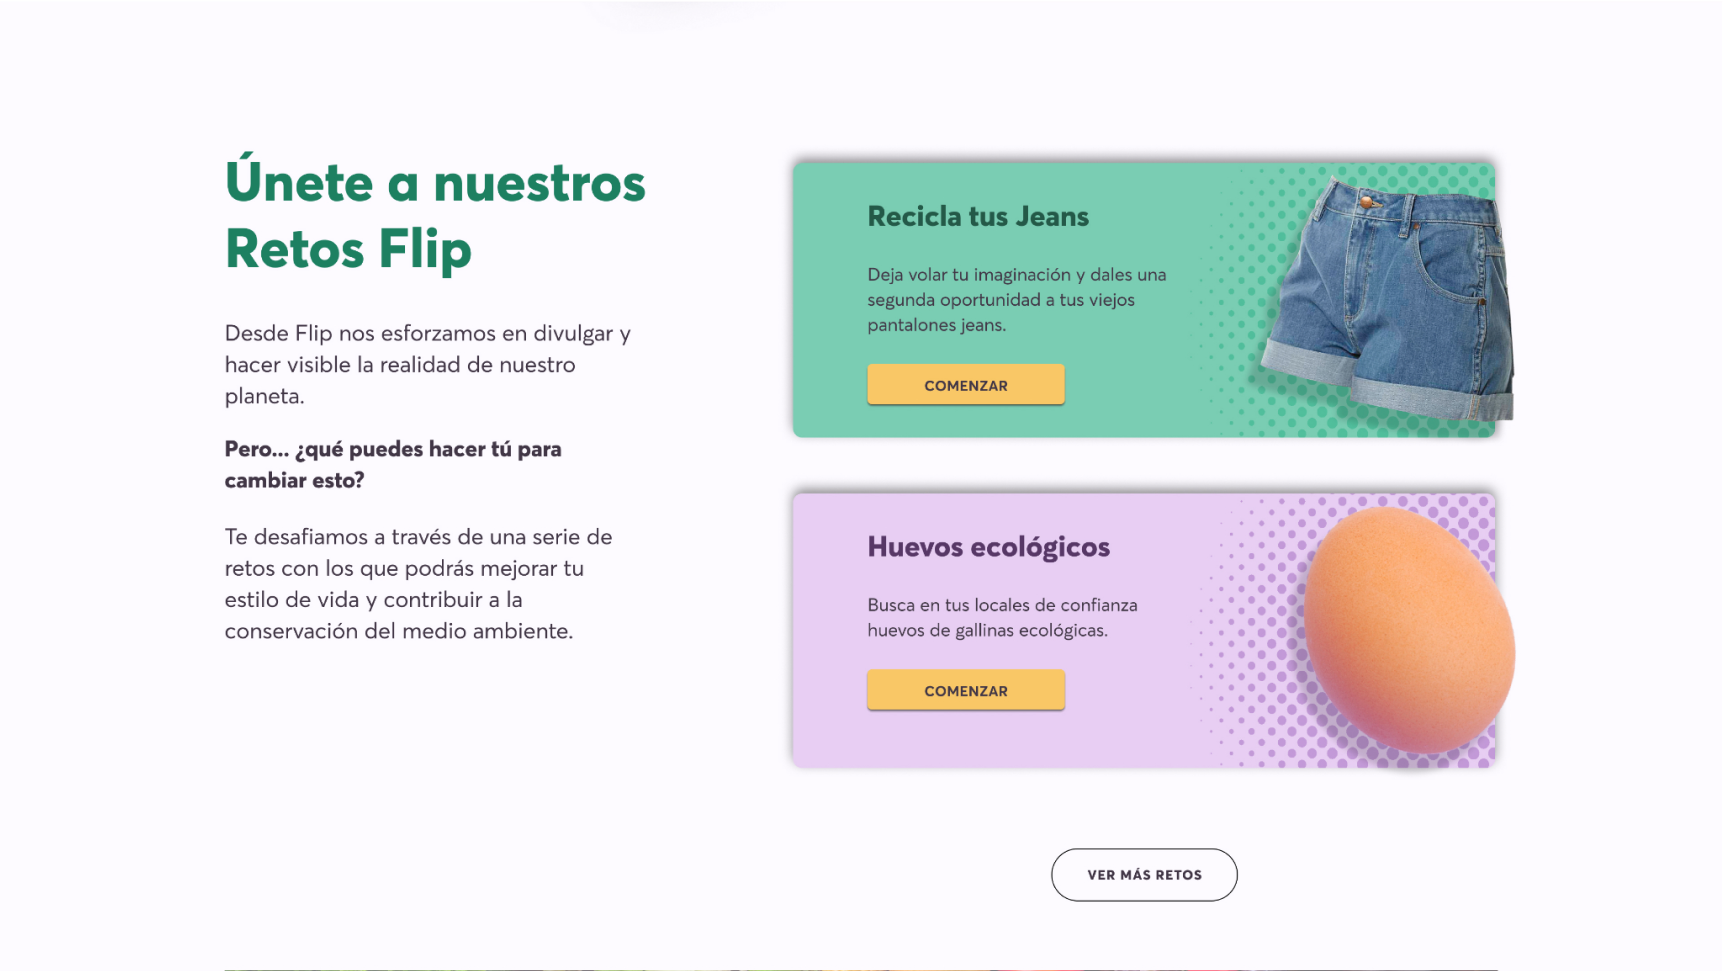 Únete a nuestros
Retos Flip
Desde Flip nos esforzamos en divulgar y
hacer visible la realidad de nuestro
planeta.
Pero... ¿qué puedes hacer tú para
cambiar esto?
Te desafiamos a través de una serie de
retos con los que podrás mejorar tu
estilo de vida y contribuir a la
conservación del medio ambiente.
Recicla tus Jeans
Deja volar tu imaginación y dales una
segunda oportunidad a tus viejos
pantalones jeans.
COMENZAR
Huevos ecológicos
Busca en tus locales de confianza
huevos de gallinas ecológicas.
COMENZAR
VER MÁS RETOS